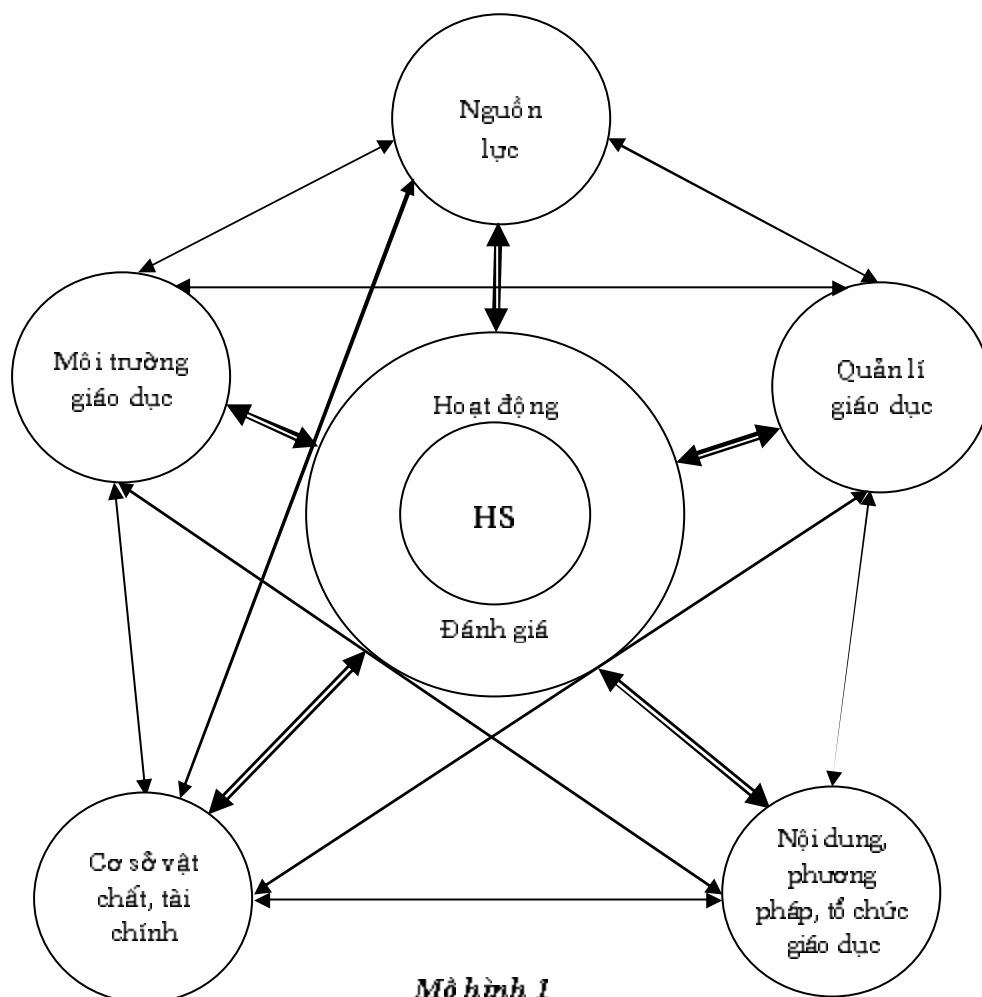 Nguồn
lực
Môi trường
giáo dục
Quản lí
giáo dục
Hoạt động
HS
Đánh giá
Cơ sở vật
chất, tài
chính
Nội dung,
phương
pháp, tổ chức
giáo dục
Mô hình 1